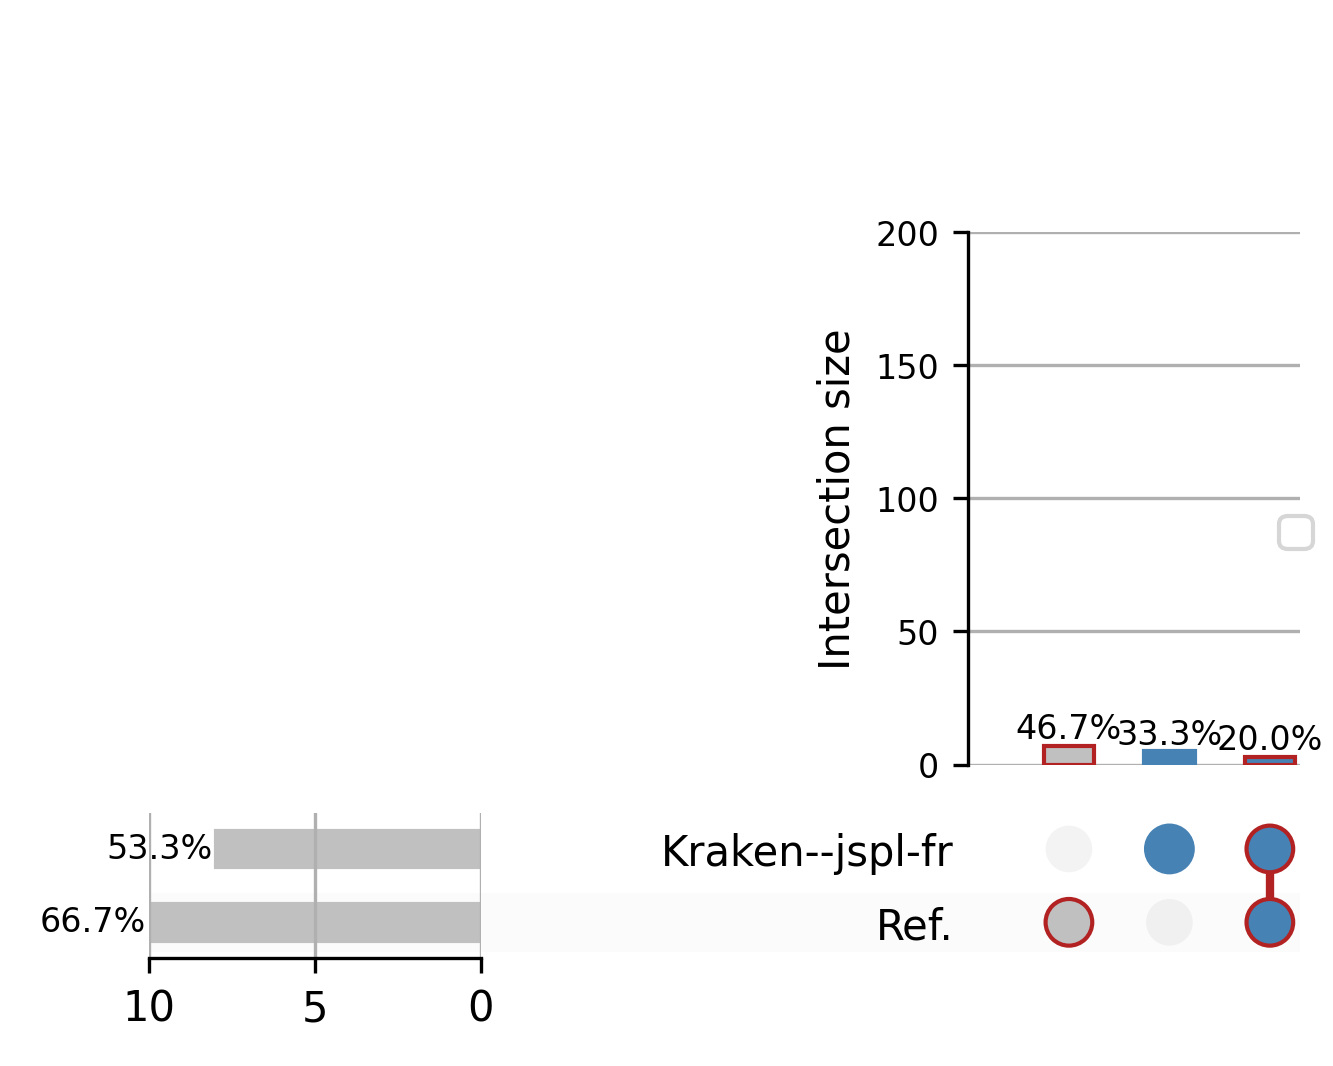 200
150
100
50
0
Intersection size
46.7% 33.3% 20.0%
53.3% Kraken--jspl-fr
66.7% Ref.
10 5 0